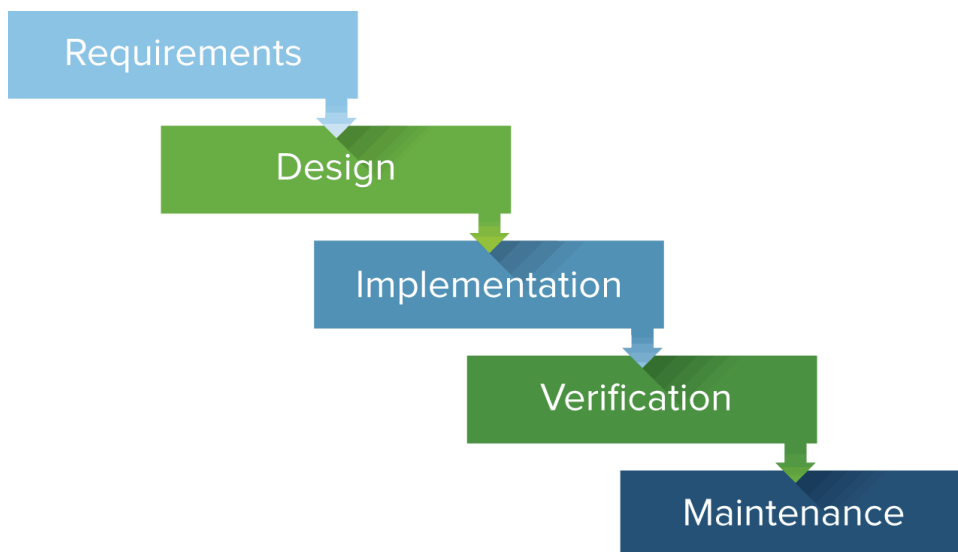 Requirements
Design
Implementation
Verification
Maintenance